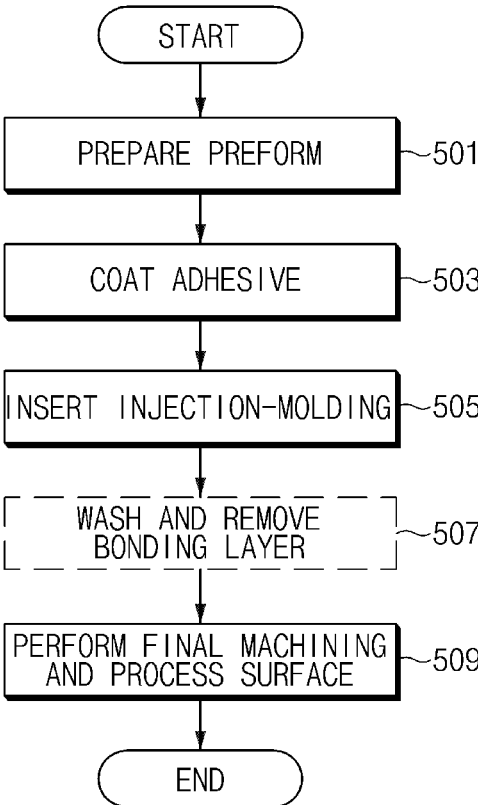 START
PREPARE PREFORM
501
COAT ADHESIVE
503
INSERT INJECTION-MOLDING
505
WASH AND REMOVE
BONDING LAYER
507
PERFORM FINAL MACHINING
AND PROCESS SURFACE
509
END